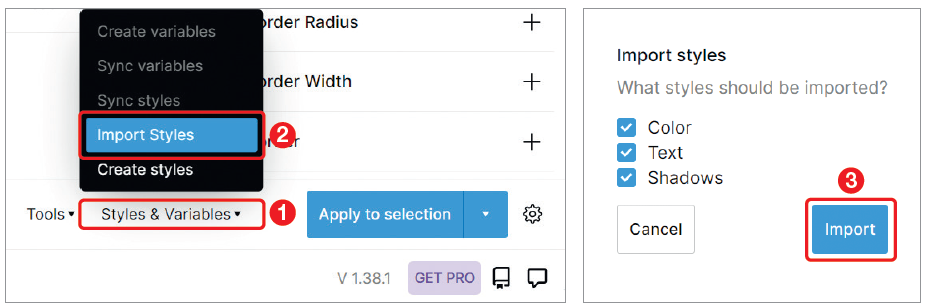 Create variables
Sync variables
Sync styles
Import Styles
2
Create styles
order Radius
order Width
Tools
Styles & Variables
1
Apply to selection
V 1.38.1
GET PRO
Import styles
What styles should be imported?
Color
Text
Shadows
3
Cancel
Import